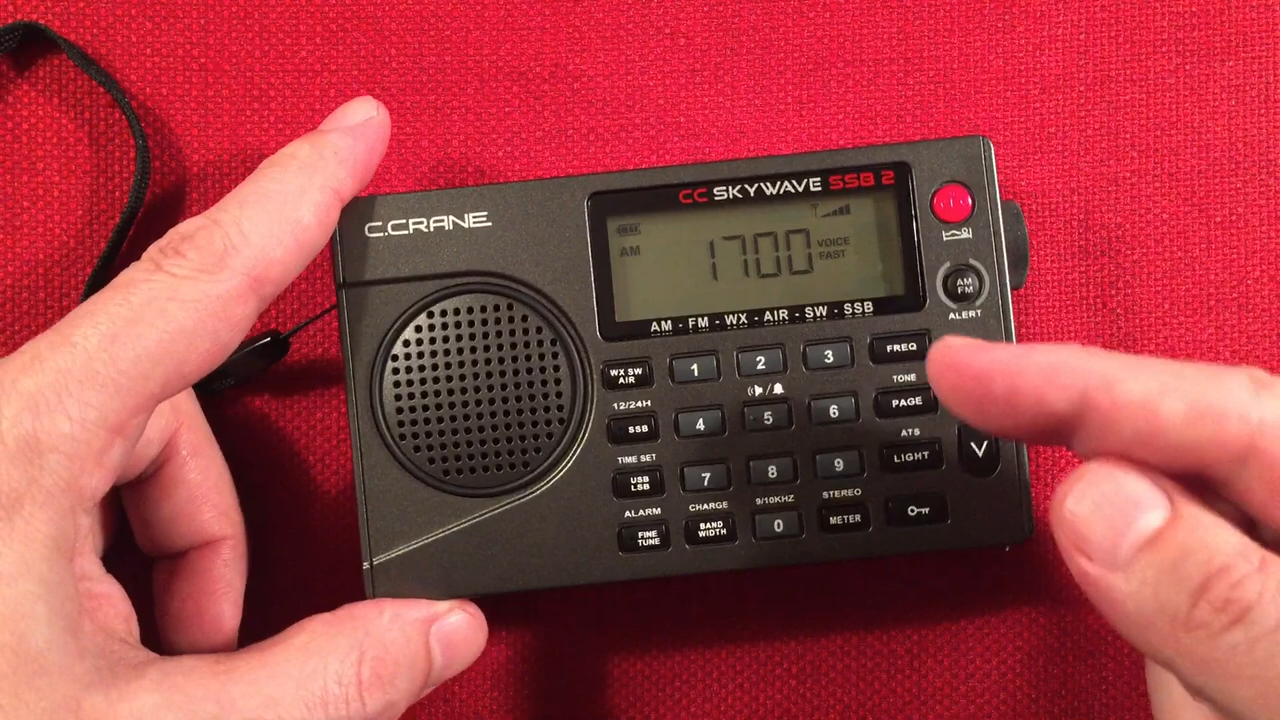 C.CRANE
CC SKYWAVE SSB 2
AM
1700
VOICE
FAST
AM - FM - WX - AIR - SW - SSB
AM
FM
ALERT
WX SW
AIR
1
2
3
FREQ
12/24H
TONE
SSB
4
5
6
PAGE
TIME SET
ATS
USB
LSB
7
8
9
LIGHT
ALARM
CHARGE
9/10KHZ
STEREO
FINE
TUNE
BAND
WIDTH
0
METER